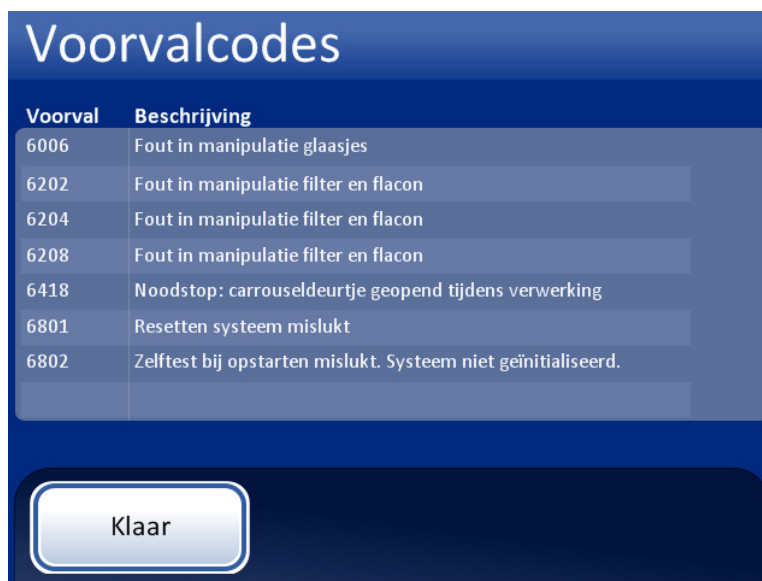 Voorvalcodes
Voorval Beschrijving
6006 Fout in manipulatie glaasjes
6202 Fout in manipulatie filter en flacon
6204 Fout in manipulatie filter en flacon
6208 Fout in manipulatie filter en flacon
6418 Noodstop: carrouseldeurtje geopend tijdens verwerking
6801 Resetten systeem mislukt
6802 Zelftest bij opstarten mislukt. Systeem niet geïnitialiseerd.
Klaar